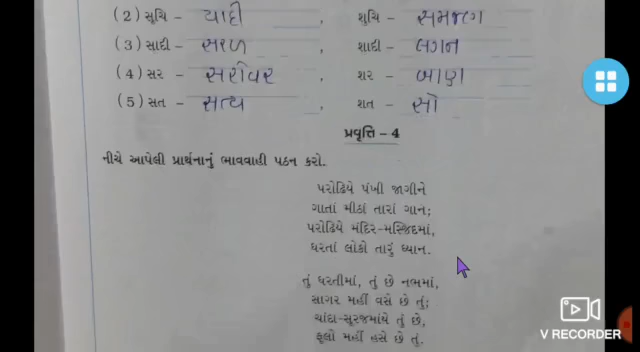 (2) સુચિ - યાદી , શુચિ - સમજણ
(3) સાદી - સરળ , શાદી - લગન
(4) સર - સરોવર , શર - બાણ
(5) સત - સત્ય , શત - સો
પ્રવૃત્તિ - 4
નીચે આપેલી પ્રાર્થનાનું ભાવવાહી પઠન કરો.
પરોઢિયે પંખી જાગીને
ગાતાં મીઠાં તારાં ગાન;
પરોઢિયે મંદિર-મસ્જિદમાં,
ધરતાં લોકો તારું ધ્યાન.
તું ધરતીમાં, તું છે નભમાં,
સાગર મહીં વસે છે તું;
ચાંદા-સૂરજમાંયે તું છે,
ફૂલો મહીં હસે છે તું.
V RECORDER